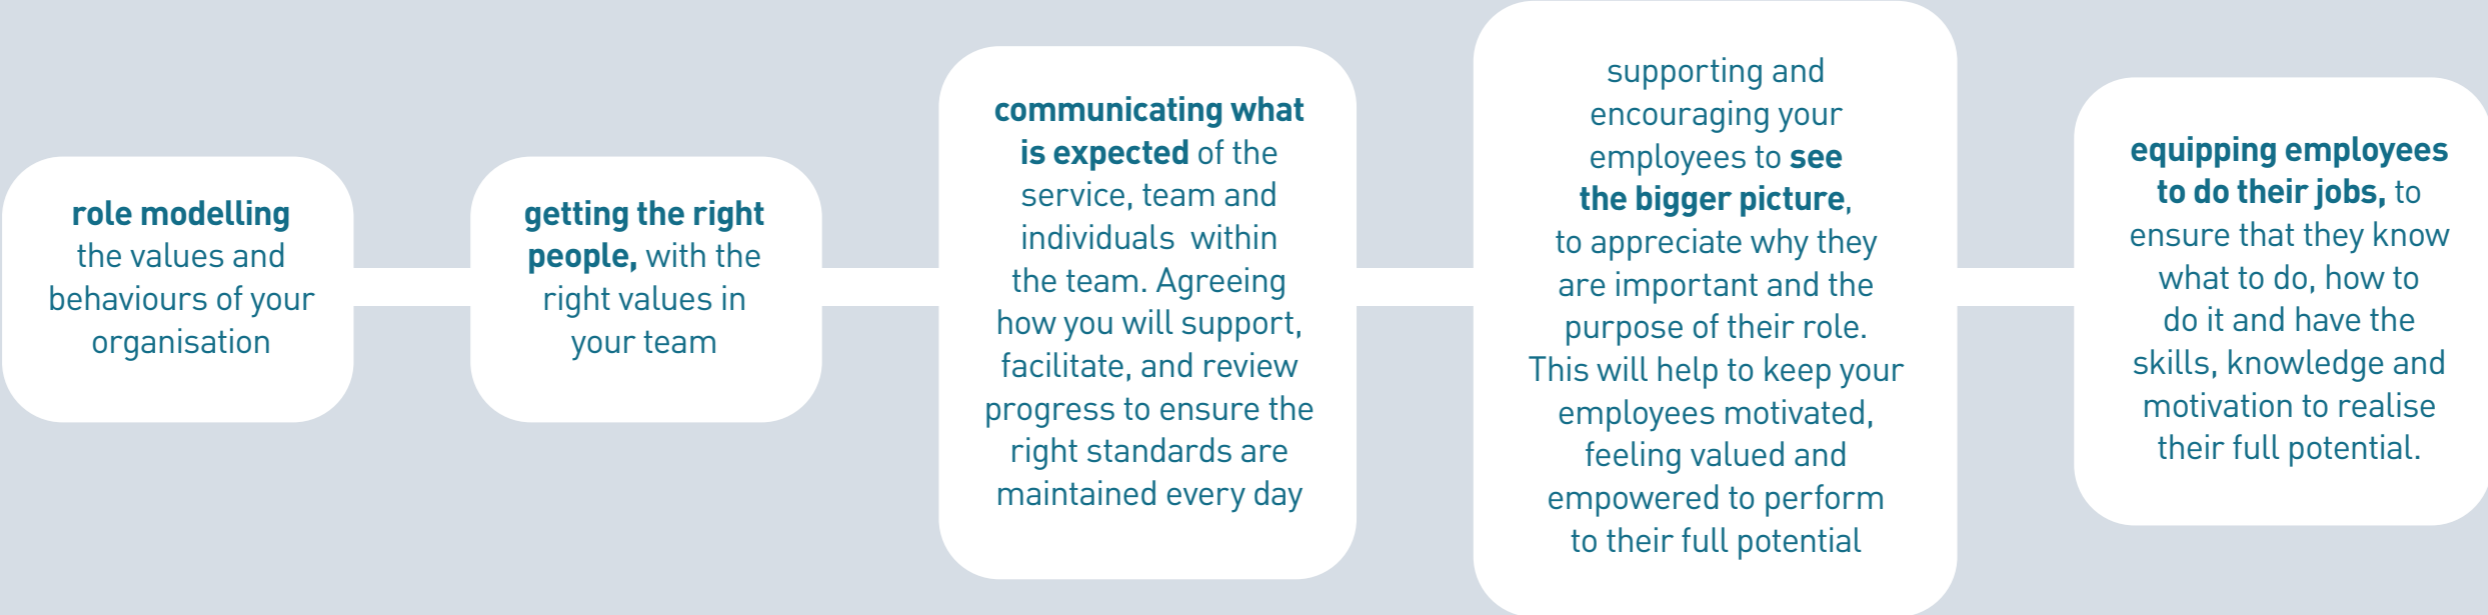 role modelling
the values and
behaviours of your
organisation
getting the right
people, with the
right values in
your team
communicating what
is expected of the
service, team and
individuals  within
the team. Agreeing
how you will support,
facilitate, and review
progress to ensure the
right standards are
maintained every day
supporting and
encouraging your
employees to see
the bigger picture,
to appreciate why they
are important and the
purpose of their role.
This will help to keep your
employees motivated,
feeling valued and
empowered to perform
to their full potential
equipping employees
to do their jobs, to
ensure that they know
what to do, how to
do it and have the
skills, knowledge and
motivation to realise
their full potential.